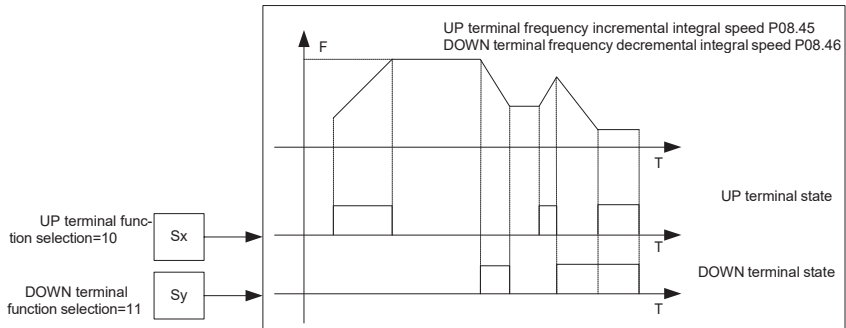 UP terminal frequency incremental integral speed P08.45
DOWN terminal frequency decremental integral speed P08.46
F
T
UP terminal state
UP terminal func-
tion selection=10
Sx
T
DOWN terminal state
DOWN terminal
function selection=11
Sy
T